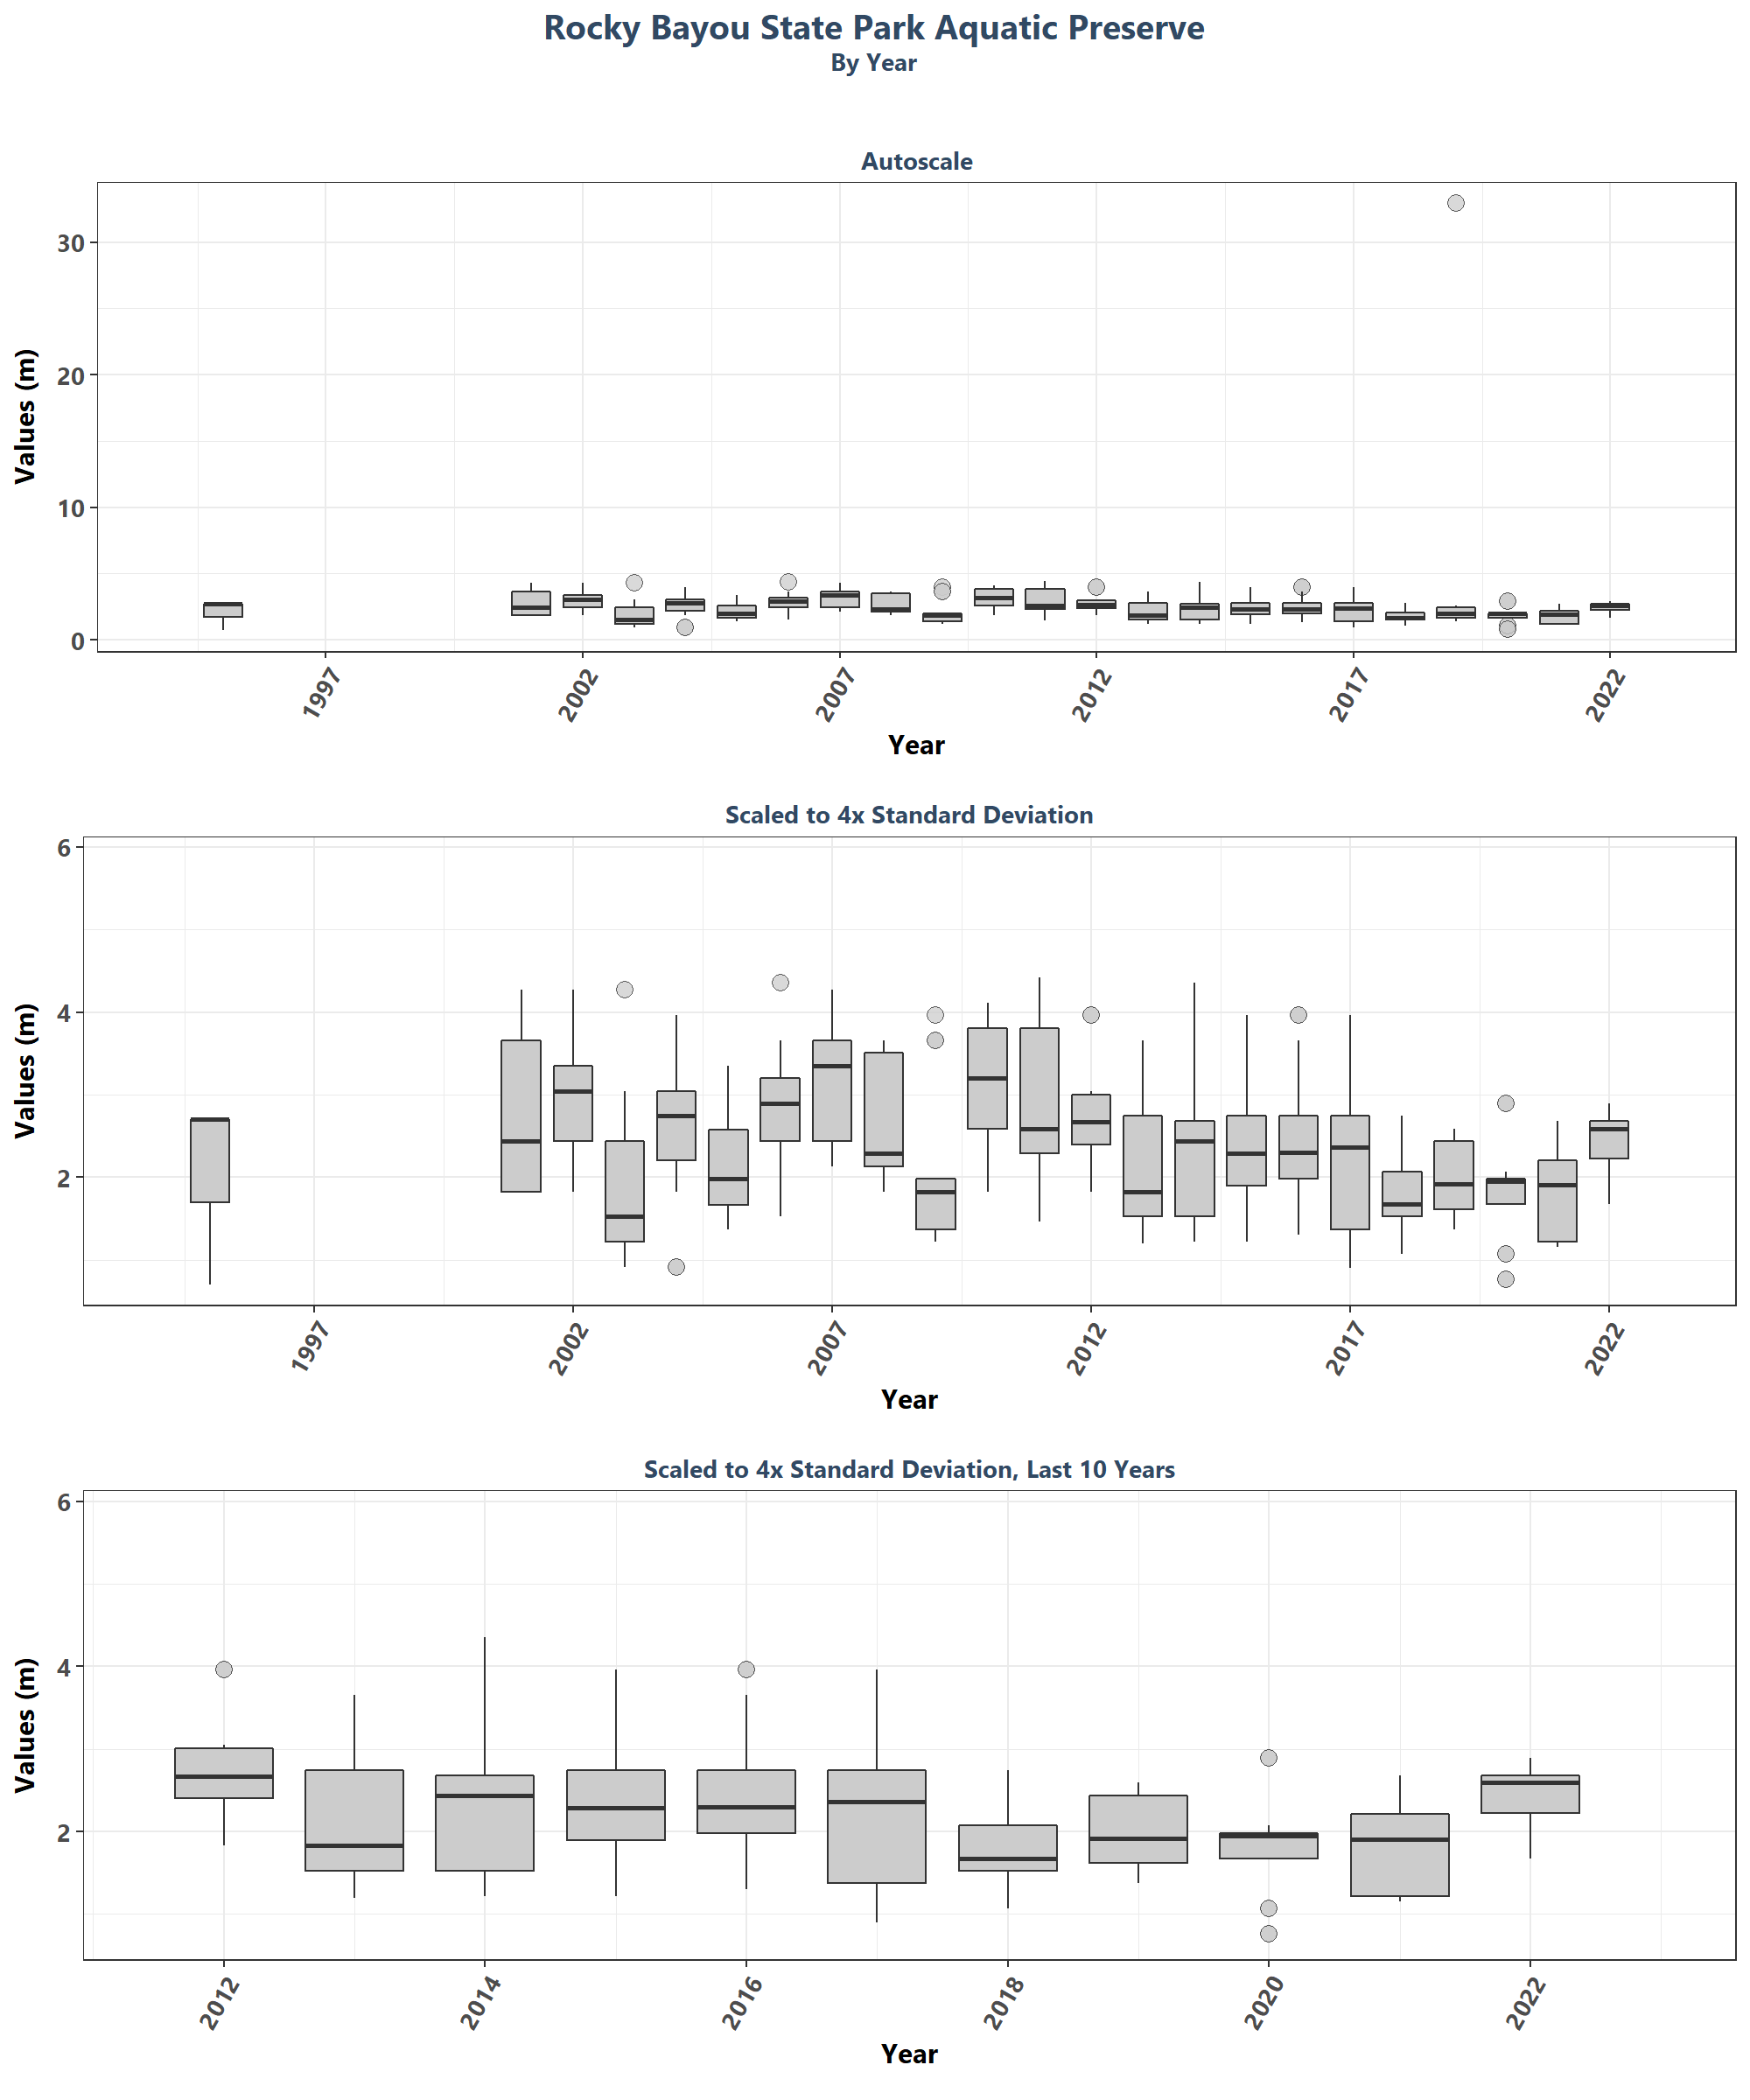 Rocky Bayou State Park Aquatic Preserve
By Year
Autoscale
Values (m)
30
20
10
0
1997
2002
2007
2012
2017
2022
Year
Scaled to 4x Standard Deviation
Values (m)
6
4
2
1997
2002
2007
2012
2017
2022
Year
Scaled to 4x Standard Deviation, Last 10 Years
Values (m)
6
4
2
2012
2014
2016
2018
2020
2022
Year